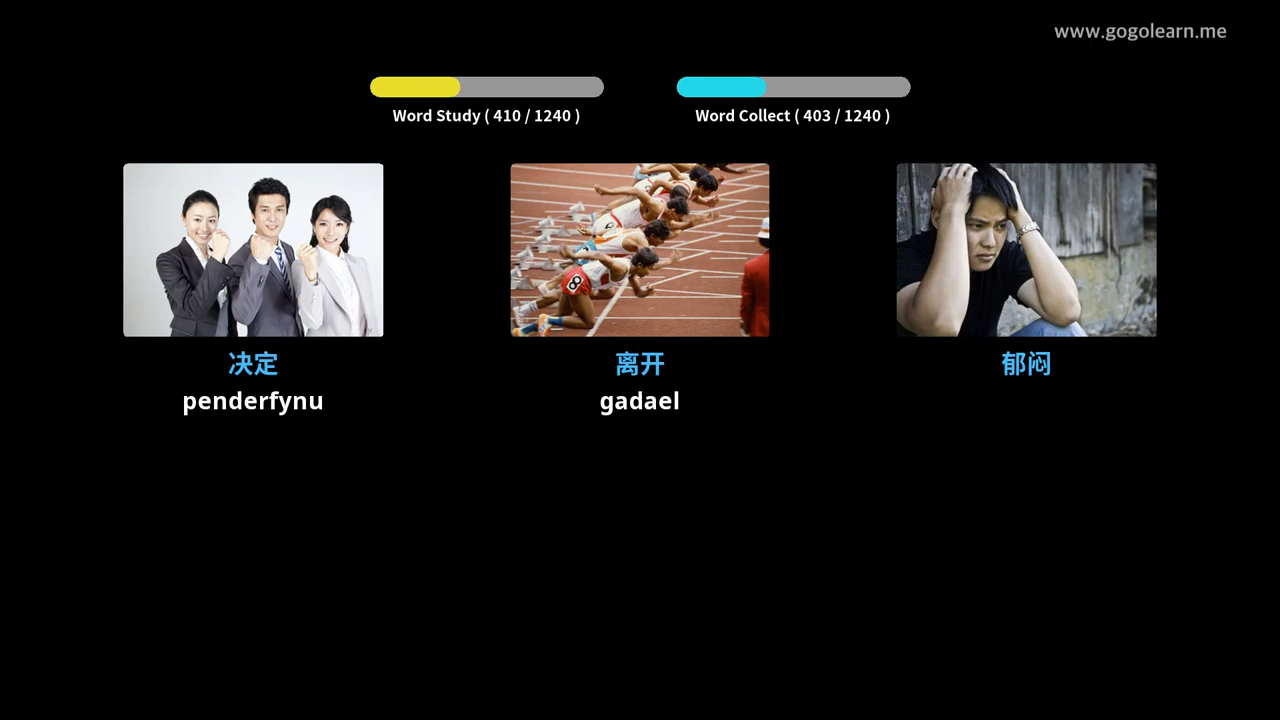 www.gogolearn.me
Word Study ( 410 / 1240 )
Word Collect ( 403 / 1240 )
决定
penderfynu
离开
gadael
郁闷